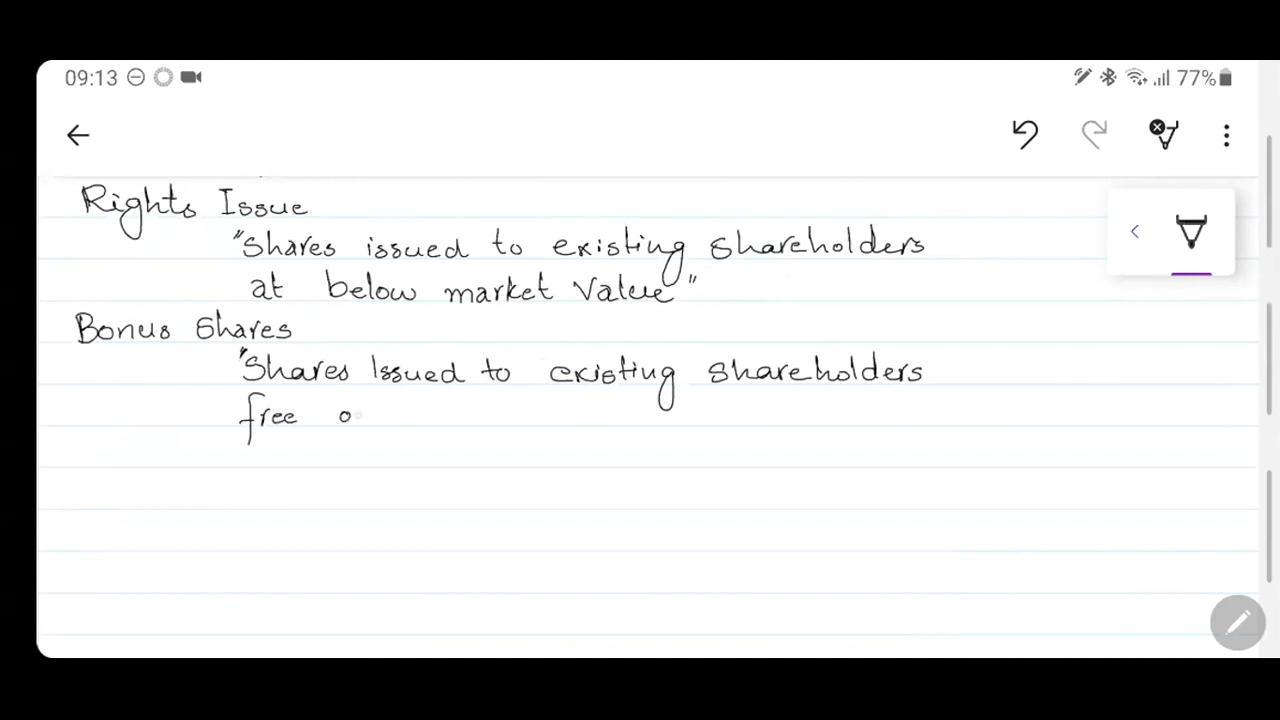 09:13 77%
Rights Issue
"Shares issued to existing shareholders
at below market value"
Bonus Shares
"Shares Issued to existing shareholders
free o